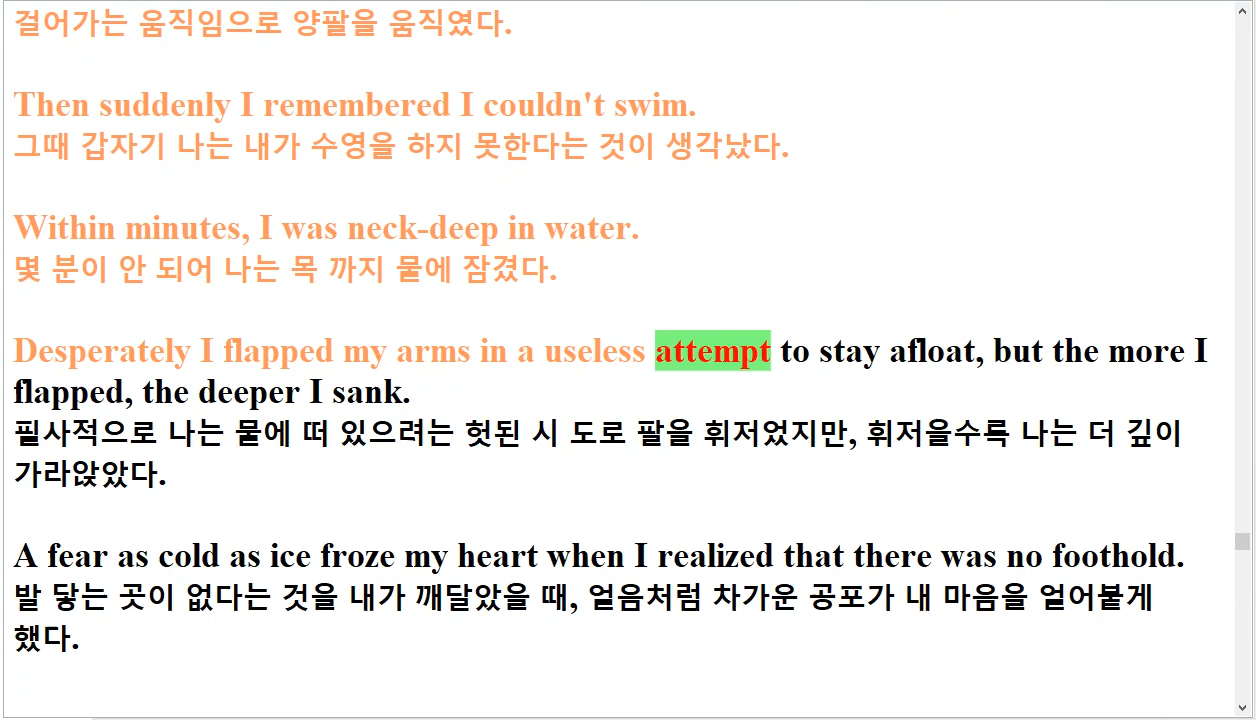 걸어가는 움직임으로 양팔을 움직였다.
Then suddenly I remembered I couldn't swim.
그때 갑자기 나는 내가 수영을 하지 못한다는 것이 생각났다.
Within minutes, I was neck-deep in water.
몇 분이 안 되어 나는 목 까지 물에 잠겼다.
Desperately I flapped my arms in a useless attempt to stay afloat, but the more I
flapped, the deeper I sank.
필사적으로 나는 물에 떠 있으려는 헛된 시 도로 팔을 휘저었지만, 휘저을수록 나는 더 깊이
가라앉았다.
A fear as cold as ice froze my heart when I realized that there was no foothold.
발 닿는 곳이 없다는 것을 내가 깨달았을 때, 얼음처럼 차가운 공포가 내 마음을 얼어붙게
했다.